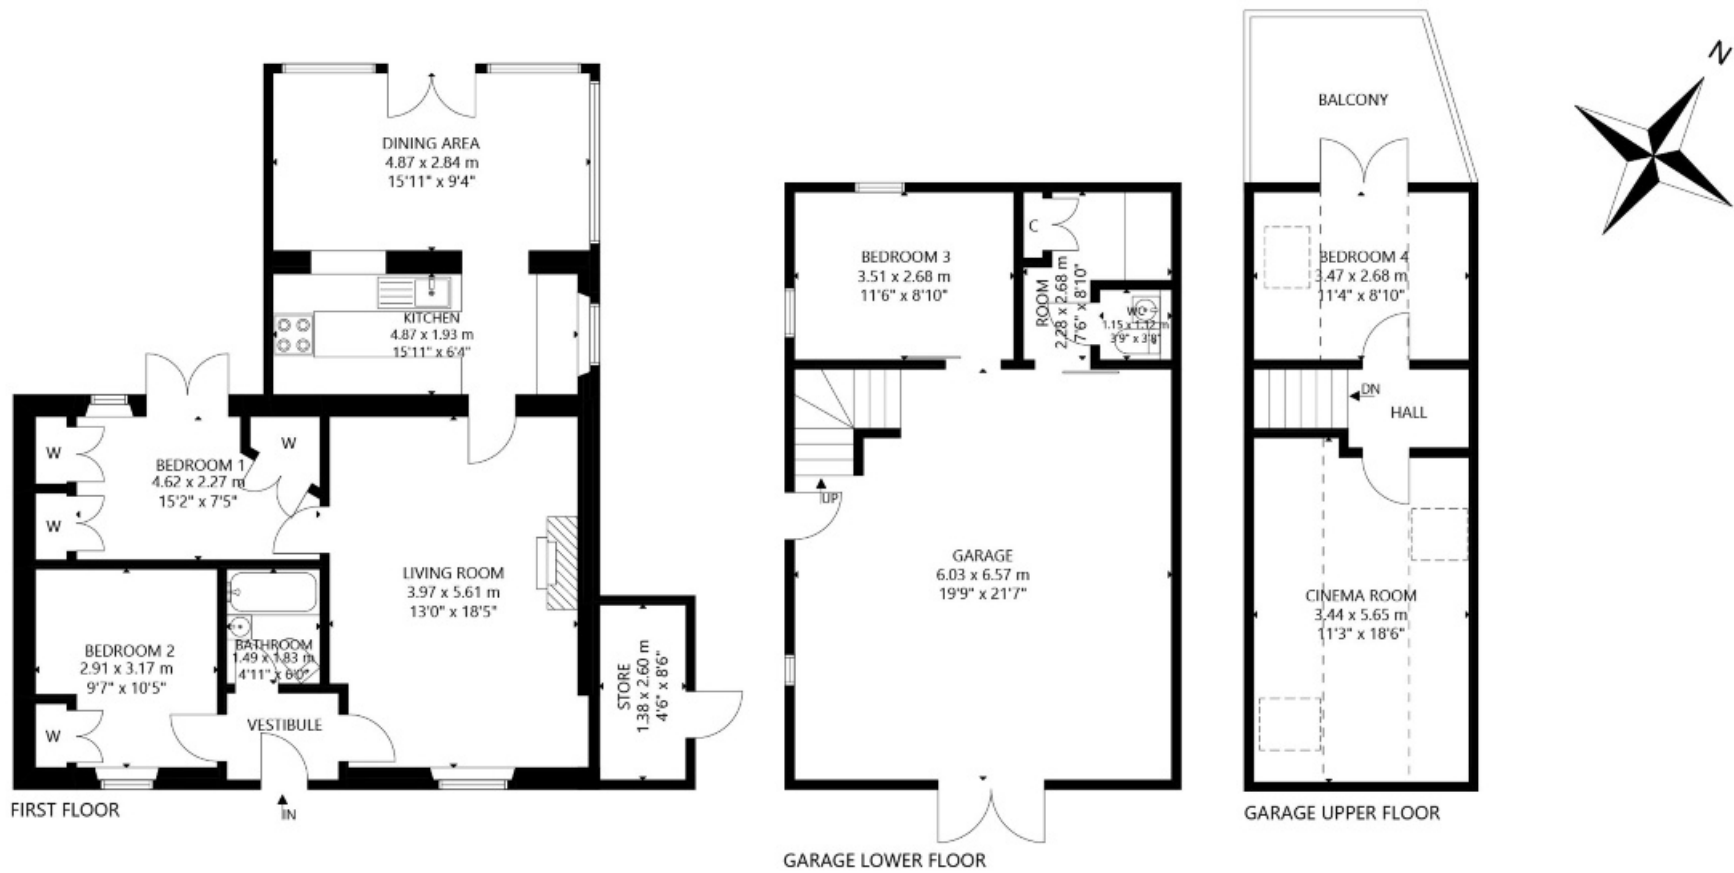 DINING AREA
4.87 x 2.84 m
15'11" x 9'4"
KITCHEN
4.87 x 1.93 m
15'11" x 6'4"
W
W
BEDROOM 1
4.62 x 2.27 m
15'2" x 7'5"
W
LIVING ROOM
3.97 x 5.61 m
13'0" x 18'5"
BEDROOM 2
2.91 x 3.17 m
9'7" x 10'5"
BATHROOM
1.49 x 1.83 m
4'11" x 6'0"
W
VESTIBULE
STORE
1.38 x 2.60 m
4'6" x 8'6"
IN
FIRST FLOOR
BEDROOM 3
3.51 x 2.68 m
11'6" x 8'10"
C
ROOM
2.28 x 2.68 m
7'6" x 8'10"
WC
1.15 x 1.12 m
3'9" x 3'8"
UP
GARAGE
6.03 x 6.57 m
19'9" x 21'7"
GARAGE LOWER FLOOR
BALCONY
BEDROOM 4
3.47 x 2.68 m
11'4" x 8'10"
DN
HALL
CINEMA ROOM
3.44 x 5.65 m
11'3" x 18'6"
GARAGE UPPER FLOOR
N